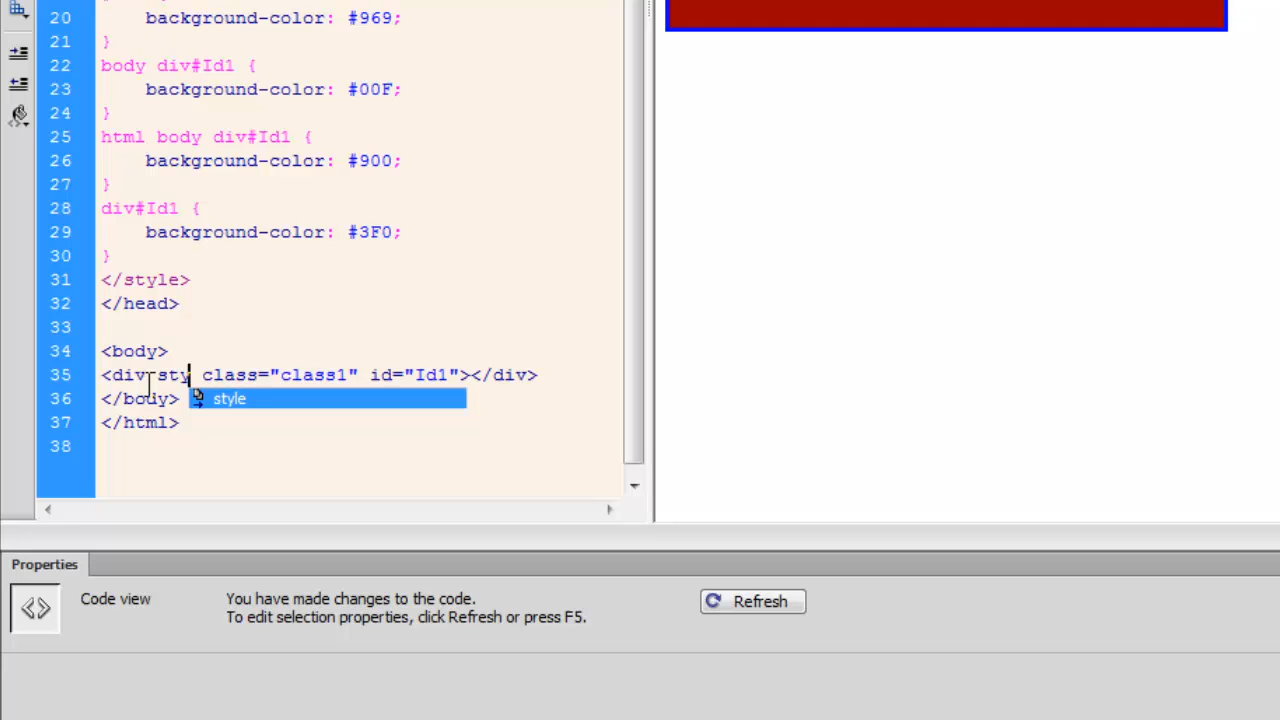 20 background-color: #969;
21 }
22 body div#Id1 {
23 background-color: #00F;
24 }
25 html body div#Id1 {
26 background-color: #900;
27 }
28 div#Id1 {
29 background-color: #3F0;
30 }
31 </style>
32 </head>
33
34 <body>
35 <div sty class="class1" id="Id1"></div>
36 </body>
style
37 </html>
38
Properties
Code view
You have made changes to the code.
To edit selection properties, click Refresh or press F5.
Refresh